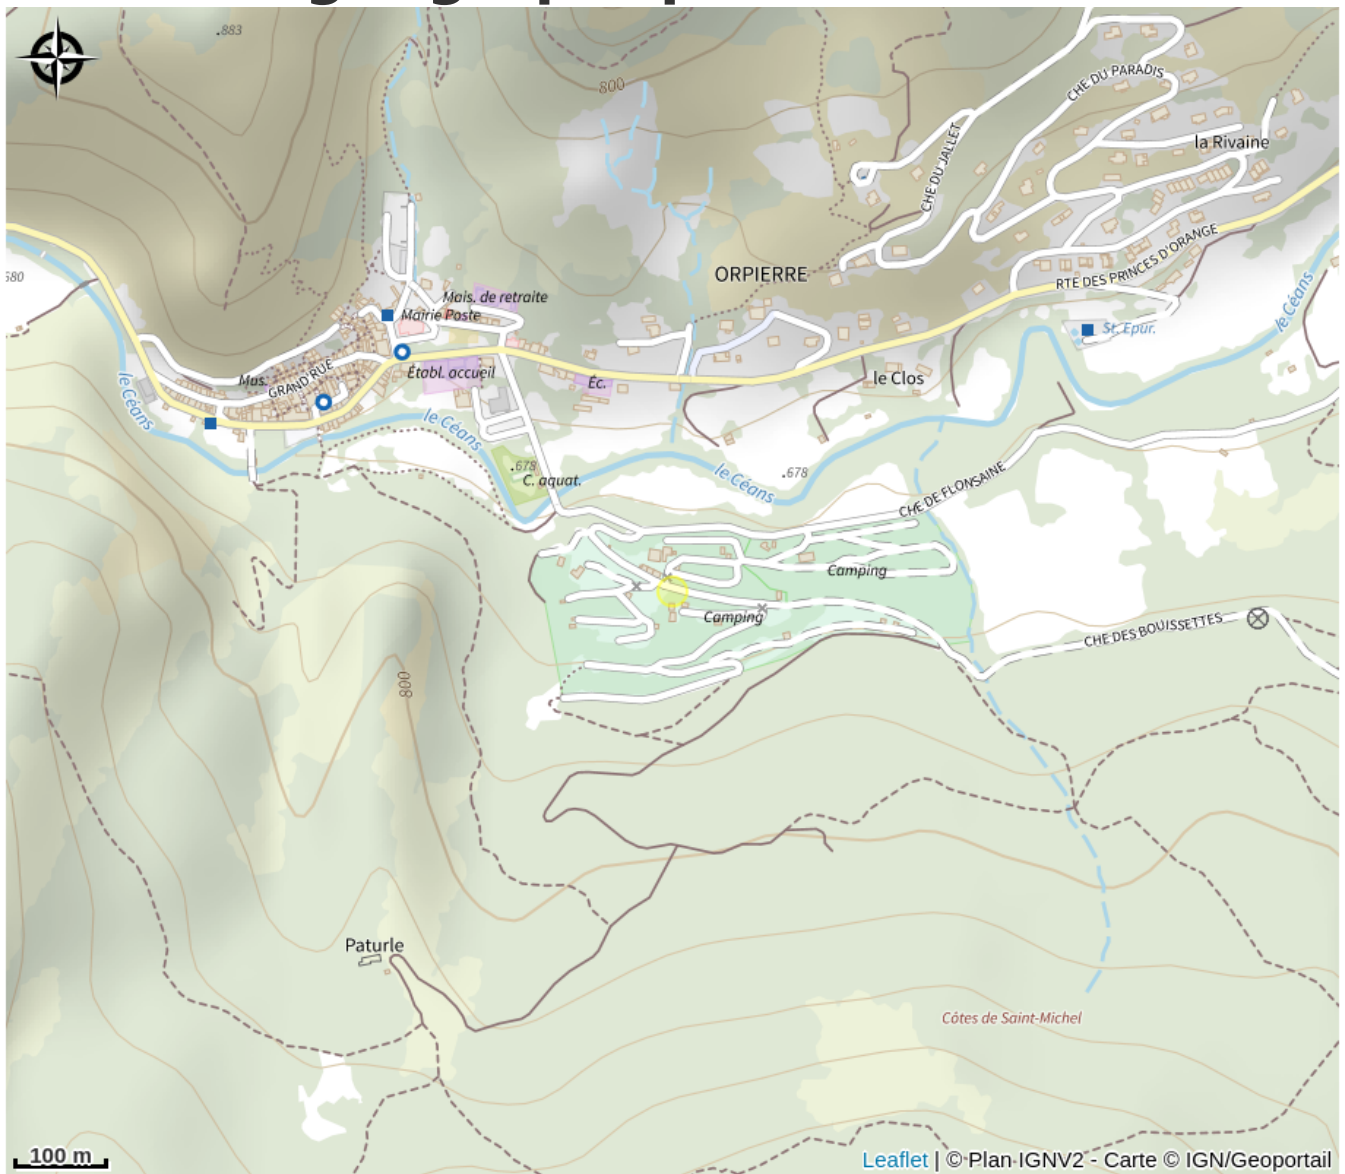 .883
800
CHE DU PARADIS
CHE DU JALLET
la Rivaine
RTE DES PRINCES D'ORANGE
680
ORPIERRE
Mais. de retraite
Mairie Poste
le Céans
St. Epur.
Mus.
GRAND RUE
Établ. accueil
Éc.
le Clos
le Céans
le Céans
.678
C. aquat.
le Céans
.678
CHE DE FLONSAINE
Camping
Camping
CHE DES BOUISSETTES
800
Paturle
Côtes de Saint-Michel
100 m
Leaflet | © Plan IGNV2 - Carte © IGN/Geoportail